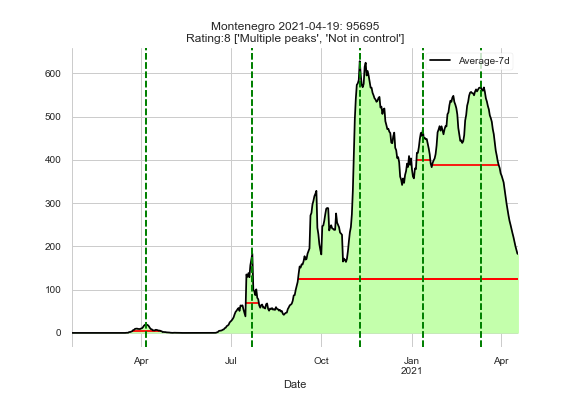 Montenegro 2021-04-19: 95695
Rating:8 ['Multiple peaks', 'Not in control']
Average-7d
600
500
400
300
200
100
0
Apr
Jul
Oct
Jan
2021
Apr
Date